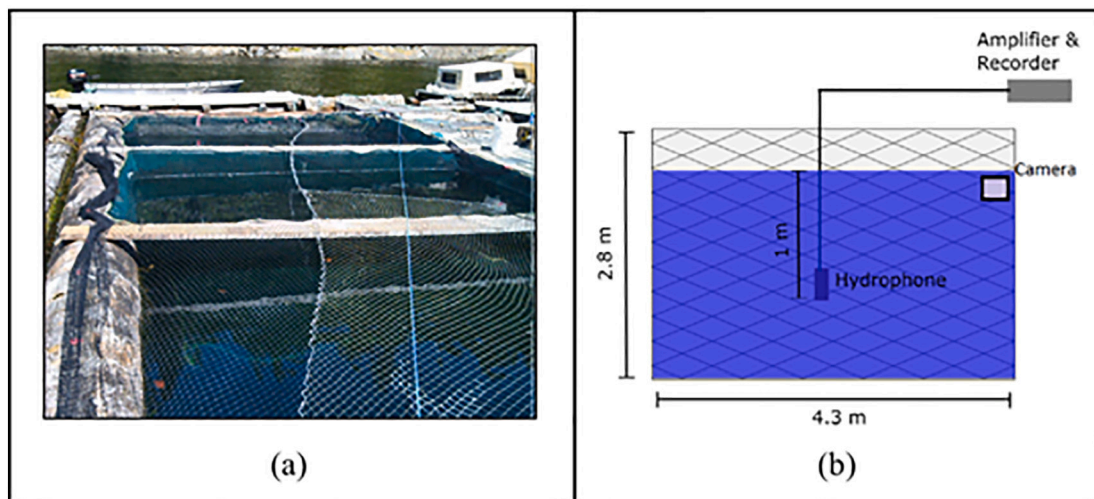 Amplifier &
Recorder
Camera
2.8 m
1 m
Hydrophone
4.3 m
(a)
(b)